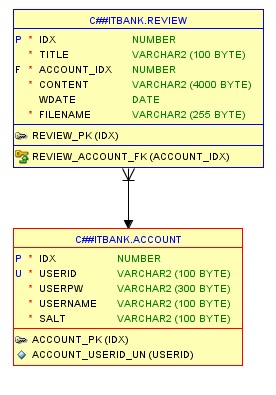 C##ITBANK.REVIEW
P * IDX NUMBER
* TITLE VARCHAR2 (100 BYTE)
F * ACCOUNT_IDX NUMBER
* CONTENT VARCHAR2 (4000 BYTE)
WDATE DATE
* FILENAME VARCHAR2 (255 BYTE)
REVIEW_PK (IDX)
REVIEW_ACCOUNT_FK (ACCOUNT_IDX)
C##ITBANK.ACCOUNT
P * IDX NUMBER
U * USERID VARCHAR2 (100 BYTE)
* USERPW VARCHAR2 (300 BYTE)
* USERNAME VARCHAR2 (100 BYTE)
* SALT VARCHAR2 (100 BYTE)
ACCOUNT_PK (IDX)
ACCOUNT_USERID_UN (USERID)